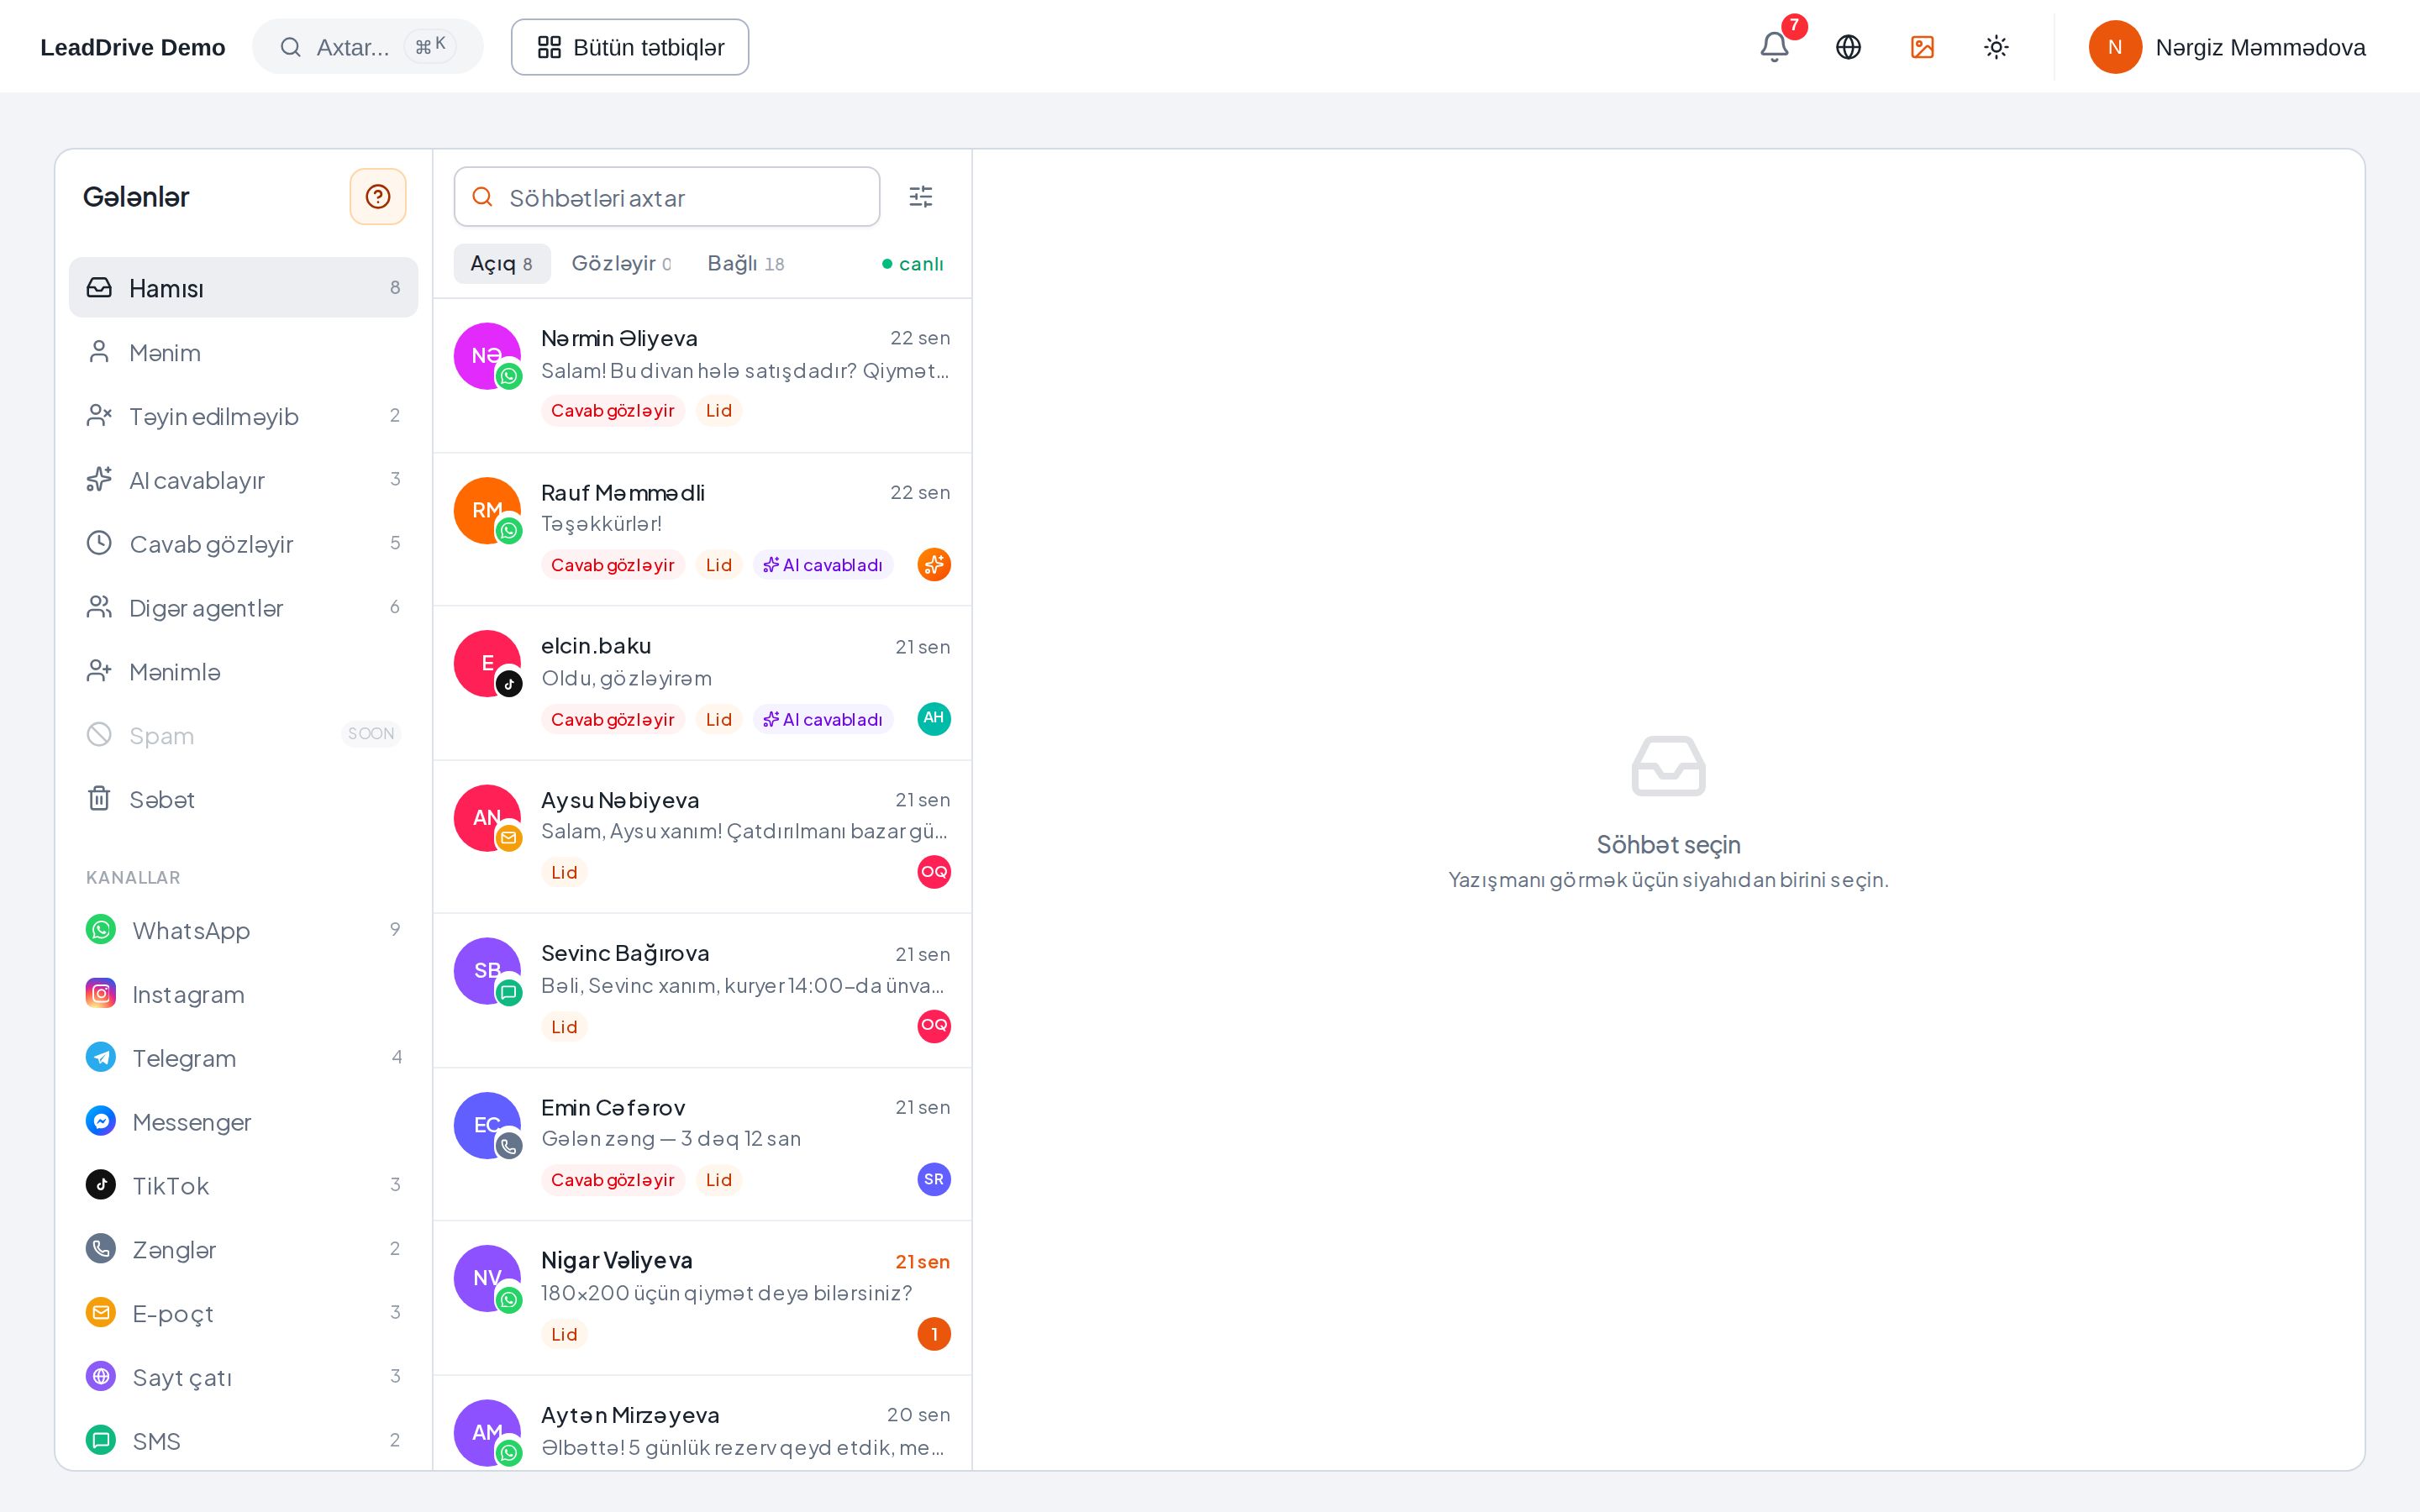 LeadDrive Demo
Axtar... ⌘K
Bütün tətbiqlər
7
N
Nərgiz Məmmədova
Gələnlər
Hamısı 8
Mənim
Təyin edilməyib 2
AI cavablayır 3
Cavab gözləyir 5
Digər agentlər 6
Mənimlə
Spam SOON
Səbət
KANALLAR
WhatsApp 9
Instagram
Telegram 4
Messenger
TikTok 3
Zənglər 2
E-poçt 3
Sayt çatı 3
SMS 2
Söhbətləri axtar
Açıq 8 Gözləyir 0 Bağlı 18 canlı
NƏ
Nərmin Əliyeva 22 sen
Salam! Bu divan hələ satışdadır? Qiymət...
Cavab gözləyir Lid
RM
Rauf Məmmədli 22 sen
Təşəkkürlər!
Cavab gözləyir Lid AI cavabladı
E
elcin.baku 21 sen
Oldu, gözləyirəm
Cavab gözləyir Lid AI cavabladı AH
AN
Aysu Nəbiyeva 21 sen
Salam, Aysu xanım! Çatdırılmanı bazar gü...
Lid OQ
SB
Sevinc Bağırova 21 sen
Bəli, Sevinc xanım, kuryer 14:00–da ünva...
Lid OQ
EC
Emin Cəfərov 21 sen
Gələn zəng — 3 dəq 12 san
Cavab gözləyir Lid SR
NV
Nigar Vəliyeva 21 sen
180×200 üçün qiymət deyə bilərsiniz?
Lid 1
AM
Aytən Mirzəyeva 20 sen
Əlbəttə! 5 günlük rezerv qeyd etdik, me...
Söhbət seçin
Yazışmanı görmək üçün siyahıdan birini seçin.